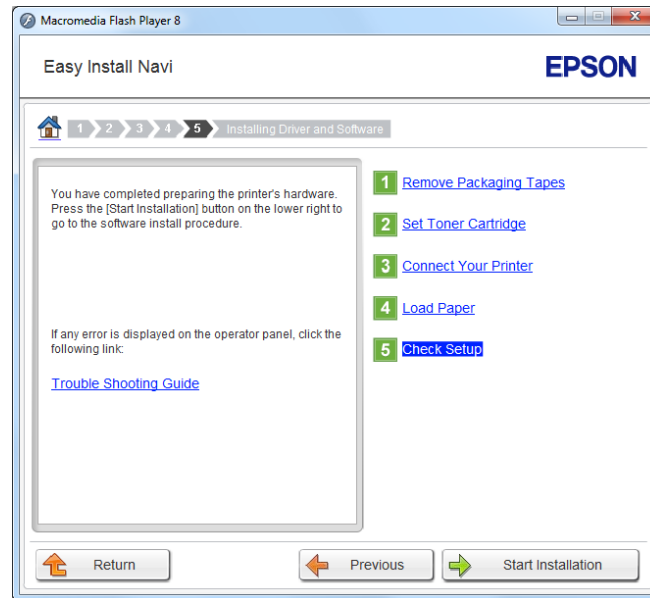 Macromedia Flash Player 8
Easy Install Navi
EPSON
1 2 3 4 5 Installing Driver and Software
You have completed preparing the printer's hardware.
Press the [Start Installation] button on the lower right to
go to the software install procedure.
If any error is displayed on the operator panel, click the
following link:
Trouble Shooting Guide
1 Remove Packaging Tapes
2 Set Toner Cartridge
3 Connect Your Printer
4 Load Paper
5 Check Setup
Return
Previous
Start Installation